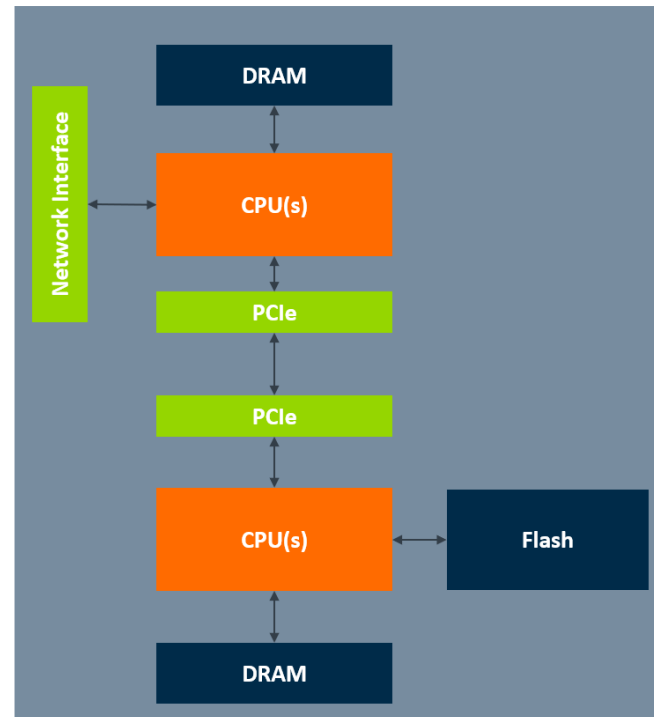 DRAM
Network Interface
CPU(s)
PCIe
PCIe
CPU(s)
Flash
DRAM